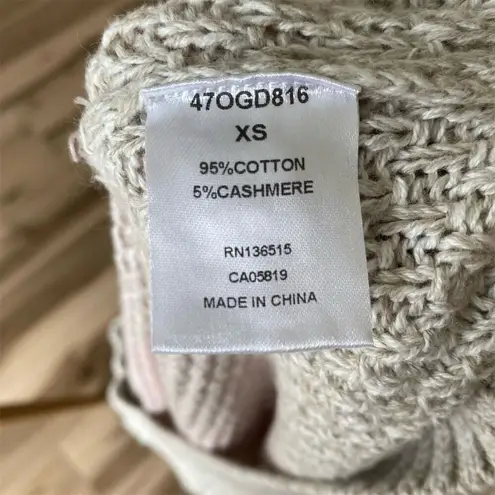 47OGD816
XS
95%COTTON
5%CASHMERE
RN136515
CA05819
MADE IN CHINA